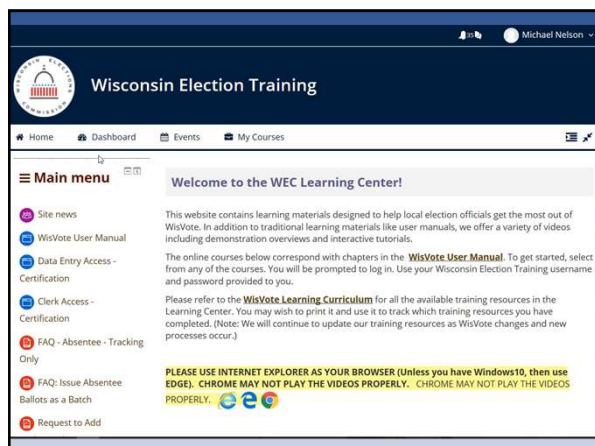 Michael Nelson
WISCONSIN ELECTIONS COMMISSION
Wisconsin Election Training
Home Dashboard Events My Courses
Main menu
Site news
WisVote User Manual
Data Entry Access -
Certification
Clerk Access -
Certification
FAQ - Absentee - Tracking
Only
FAQ: Issue Absentee
Ballots as a Batch
Request to Add
Welcome to the WEC Learning Center!
This website contains learning materials designed to help local election officials get the most out of
WisVote. In addition to traditional learning materials like user manuals, we offer a variety of videos
including demonstration overviews and interactive tutorials.
The online courses below correspond with chapters in the WisVote User Manual. To get started, select
from any of the courses. You will be prompted to log in. Use your Wisconsin Election Training username
and password provided to you.
Please refer to the WisVote Learning Curriculum for all the available training resources in the
Learning Center. You may wish to print it and use it to track which training resources you have
completed. (Note: We will continue to update our training resources as WisVote changes and new
processes occur.)
PLEASE USE INTERNET EXPLORER AS YOUR BROWSER (Unless you have Windows10, then use
EDGE). CHROME MAY NOT PLAY THE VIDEOS PROPERLY. CHROME MAY NOT PLAY THE VIDEOS
PROPERLY.